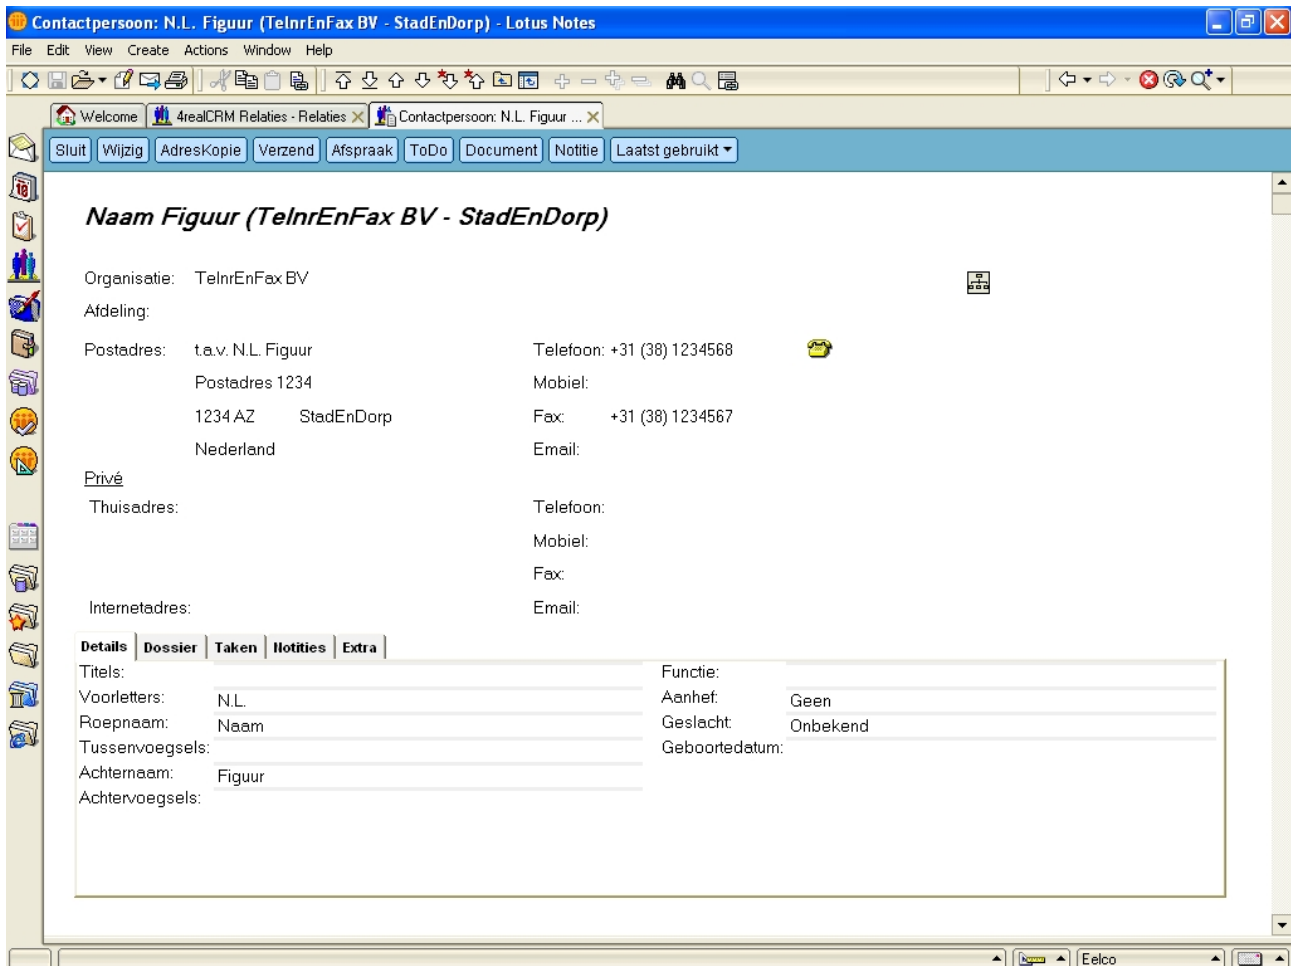 Contactpersoon: N.L. Figuur (TelnrEnFax BV - StadEnDorp) - Lotus Notes
File Edit View Create Actions Window Help
Welcome 4realCRM Relaties - Relaties Contactpersoon: N.L. Figuur ...
Sluit Wijzig AdresKopie Verzend Afspraak ToDo Document Notitie Laatst gebruikt
Naam Figuur (TelnrEnFax BV - StadEnDorp)
Organisatie: TelnrEnFax BV
Afdeling:
Postadres: t.a.v. N.L. Figuur Telefoon: +31 (38) 1234568
Postadres 1234 Mobiel:
1234 AZ StadEnDorp Fax: +31 (38) 1234567
Nederland Email:
Privé
Thuisadres: Telefoon:
Mobiel:
Fax:
Internetadres: Email:
Details Dossier Taken Notities Extra
Titels: Functie:
Voorletters: N.L. Aanhef: Geen
Roepnaam: Naam Geslacht: Onbekend
Tussenvoegsels: Geboortedatum:
Achternaam: Figuur
Achtervoegsels:
Eelco